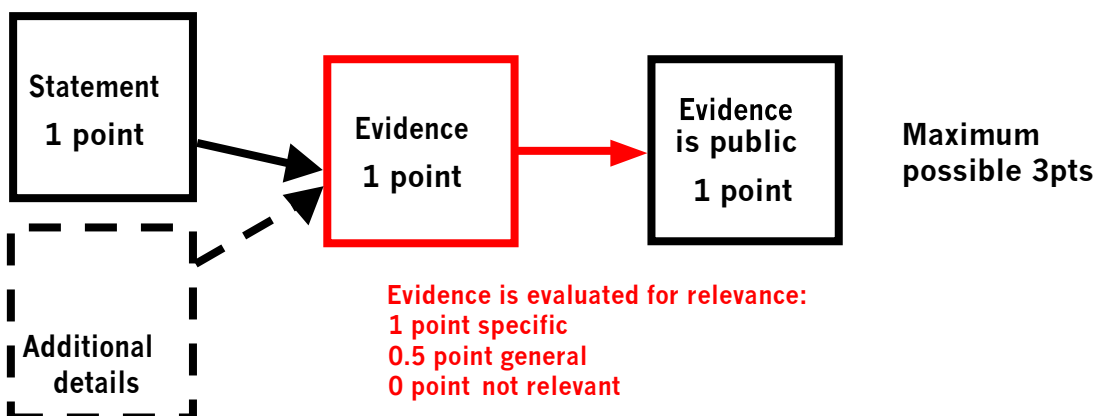 Statement
1 point
Additional
details
Evidence
1 point
Evidence
is public
1 point
Maximum
possible 3pts
Evidence is evaluated for relevance:
1 point specific
0.5 point general
0 point not relevant